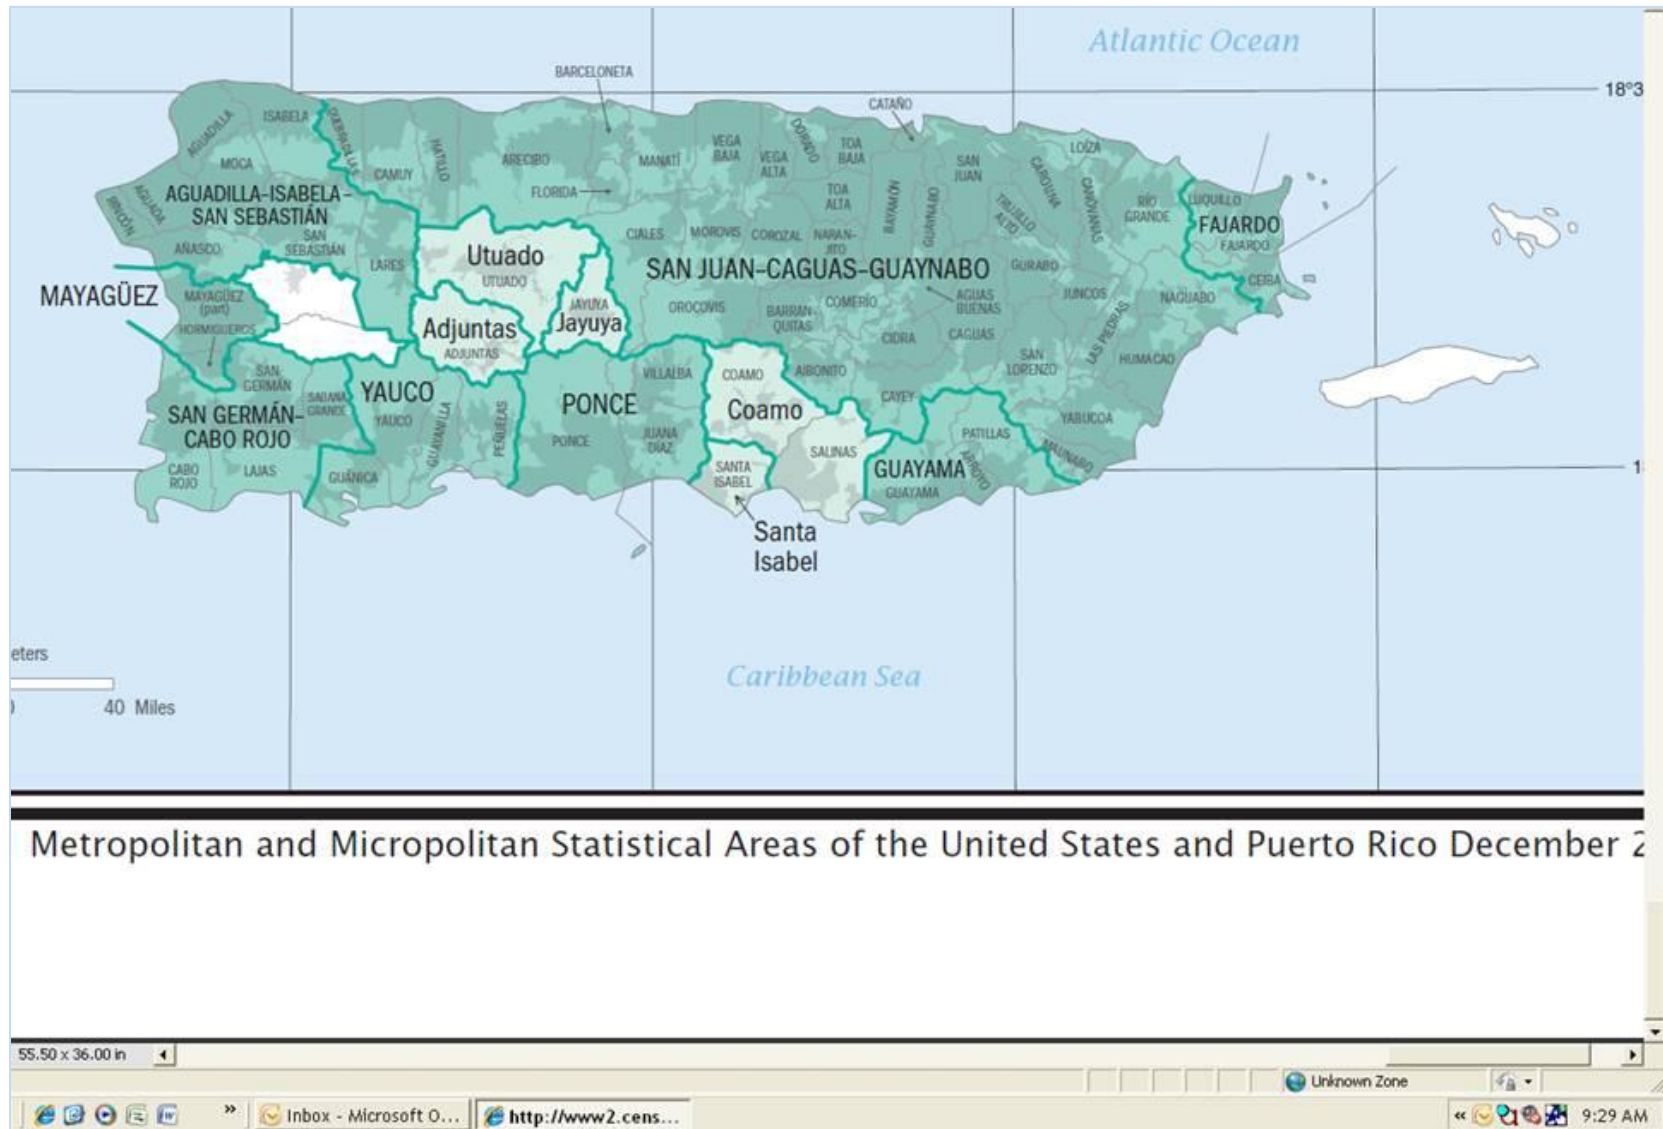 Atlantic Ocean
BARCELONETA
18°3
CATAÑO
ISABELA
QUEBRADILLAS
AGUADILLA
HATILLO
DORADO
VEGA
BAJA
TOA
BAJA
LOÍZA
MOCA
CAMUY
ARECIBO
MANATÍ
VEGA
ALTA
SAN
JUAN
CAROLINA
AGUADILLA-ISABELA-
SAN SEBASTIÁN
AGUADA
RINCÓN
FLORIDA
TOA
ALTA
BAYAMÓN
GUAYNABO
TRUJILLO
ALTO
CANÓVANAS
RÍO
GRANDE
LUQUILLO
FAJARDO
FAJARDO
AÑASCO
SAN
SEBASTIÁN
LARES
Utuado
UTUADO
CIALES
MOROVIS
COROZAL
NARAN-
JITO
SAN JUAN-CAGUAS-GUAYNABO
GURABO
CEIBA
MAYAGÜEZ
MAYAGÜEZ
(part)
HORMIGUEROS
Adjuntas
ADJUNTAS
JAYUYA
Jayuya
OROCOVIS
BARRAN-
QUITAS
COMERÍO
AGUAS
BUENAS
JUNCOS
NAGUABO
CIDRA
CAGUAS
LAS PIEDRAS
HUMACAO
SAN
LORENZO
SAN
GERMÁN
SABANA
GRANDE
YAUCO
YAUCO
GUAYANILLA
PEÑUELAS
VILLALBA
PONCE
PONCE
JUANA
DÍAZ
COAMO
Coamo
AIBONITO
CAYEY
YABUCOA
SAN GERMÁN-
CABO ROJO
CABO
ROJO
LAJAS
GUÁNICA
SANTA
ISABEL
SALINAS
PATILLAS
MAUNABO
GUAYAMA
GUAYAMA
ARROYO
1
Santa
Isabel
eters
Caribbean Sea
40 Miles
Metropolitan and Micropolitan Statistical Areas of the United States and Puerto Rico December 2
55.50 x 36.00 in
Unknown Zone
Inbox - Microsoft O...
http://www2.cens...
9:29 AM